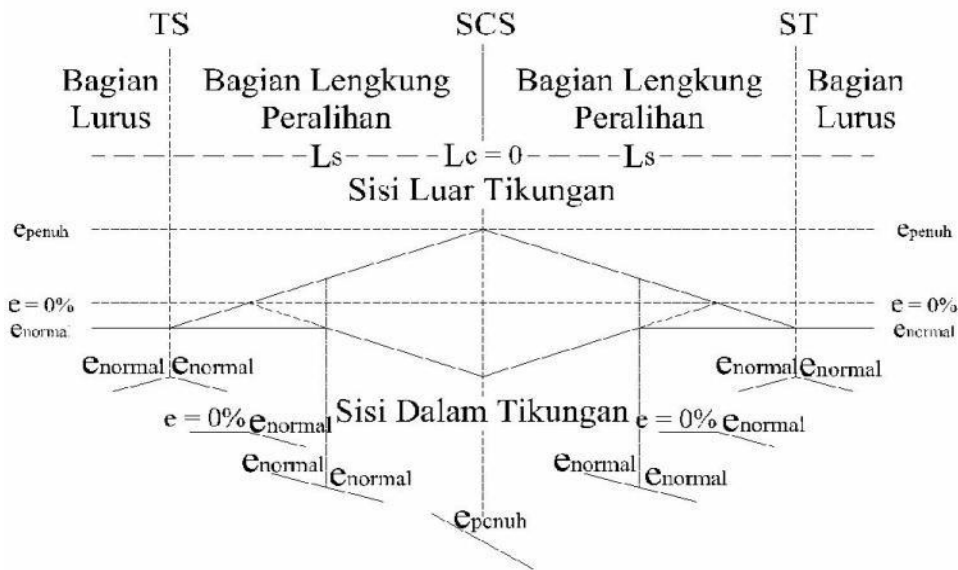 TS SCS ST
Bagian Bagian Lengkung Bagian Lengkung Bagian
Lurus Peralihan Peralihan Lurus
Ls Lc = 0 Ls
Sisi Luar Tikungan
epenuh epenuh
e = 0% e = 0%
enormal enormal
enormal enormal enormal enormal
Sisi Dalam Tikungan
e = 0% enormal e = 0% enormal
enormal enormal enormal enormal
epenuh